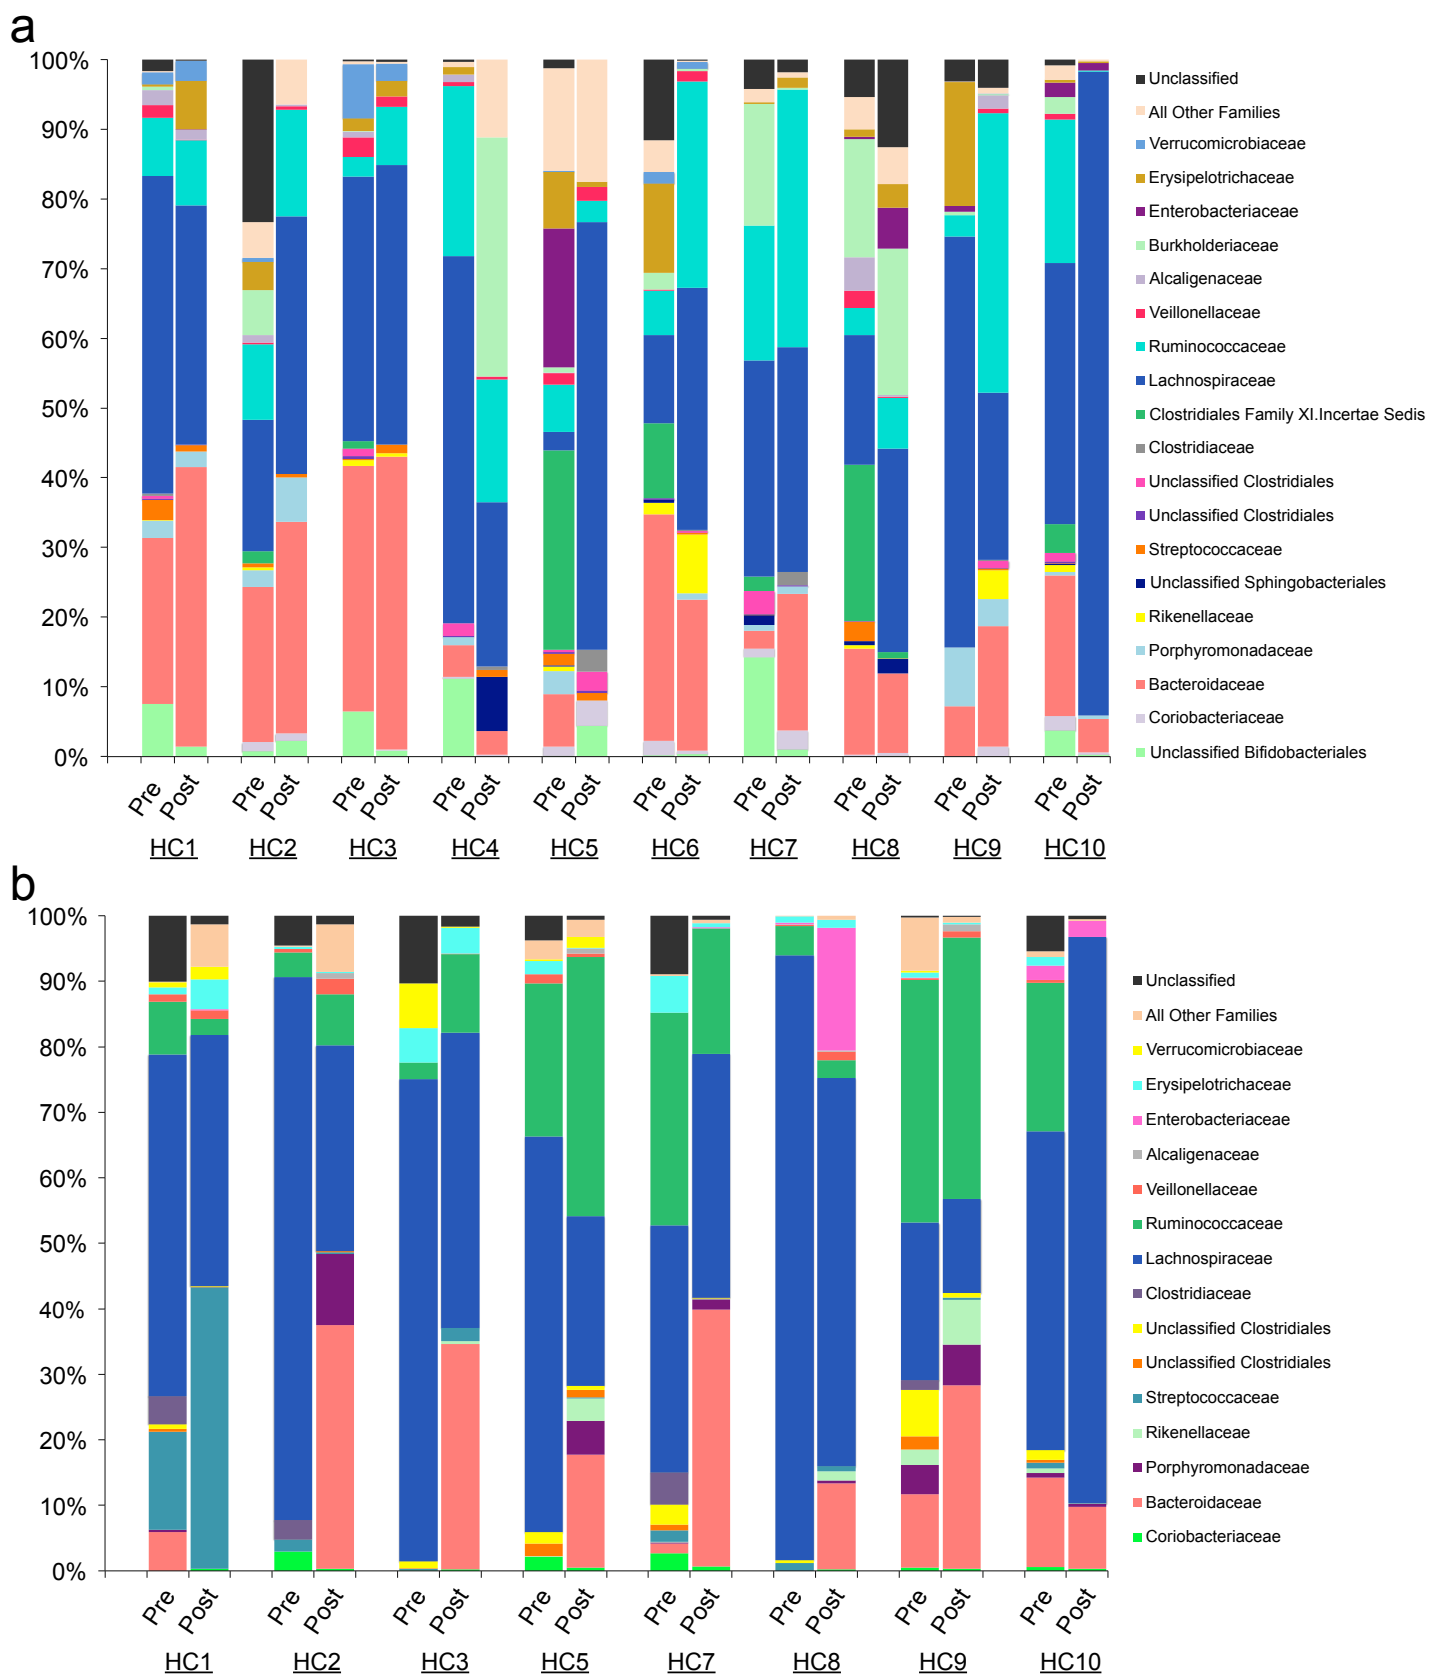 a
100%
90%
80%
70%
60%
50%
40%
30%
20%
10%
0%
Pre Post Pre Post Pre Post Pre Post Pre Post Pre Post Pre Post Pre Post Pre Post Pre Post
HC1 HC2 HC3 HC4 HC5 HC6 HC7 HC8 HC9 HC10
Unclassified
All Other Families
Verrucomicrobiaceae
Erysipelotrichaceae
Enterobacteriaceae
Burkholderiaceae
Alcaligenaceae
Veillonellaceae
Ruminococcaceae
Lachnospiraceae
Clostridiales Family XI.Incertae Sedis
Clostridiaceae
Unclassified Clostridiales
Unclassified Clostridiales
Streptococcaceae
Unclassified Sphingobacteriales
Rikenellaceae
Porphyromonadaceae
Bacteroidaceae
Coriobacteriaceae
Unclassified Bifidobacteriales
b
100%
90%
80%
70%
60%
50%
40%
30%
20%
10%
0%
Pre Post Pre Post Pre Post Pre Post Pre Post Pre Post Pre Post Pre Post
HC1 HC2 HC3 HC5 HC7 HC8 HC9 HC10
Unclassified
All Other Families
Verrucomicrobiaceae
Erysipelotrichaceae
Enterobacteriaceae
Alcaligenaceae
Veillonellaceae
Ruminococcaceae
Lachnospiraceae
Clostridiaceae
Unclassified Clostridiales
Unclassified Clostridiales
Streptococcaceae
Rikenellaceae
Porphyromonadaceae
Bacteroidaceae
Coriobacteriaceae